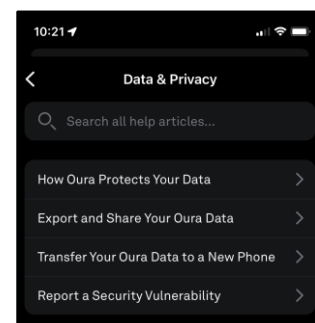 10:21
Data & Privacy
Search all help articles...
How Oura Protects Your Data
Export and Share Your Oura Data
Transfer Your Oura Data to a New Phone
Report a Security Vulnerability